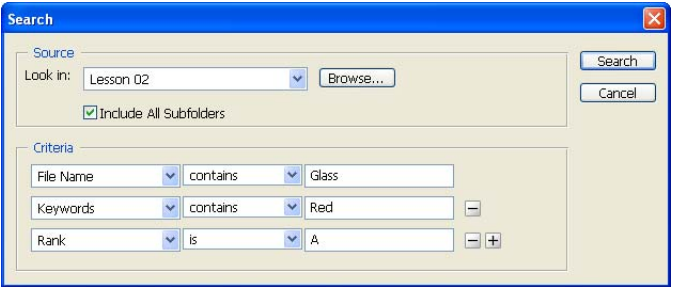 Search
Source
Look in: Lesson 02 Browse...
Include All Subfolders
Search
Cancel
Criteria
File Name contains Glass
Keywords contains Red
Rank is A